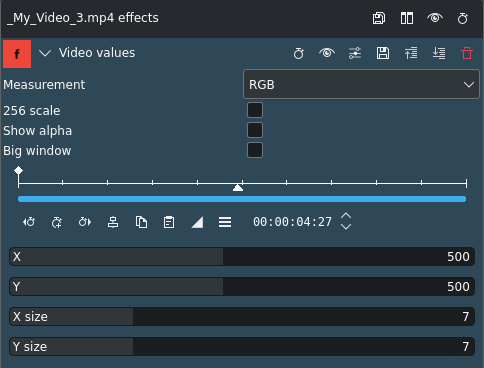 _My_Video_3.mp4 effects
f Video values
Measurement RGB
256 scale
Show alpha
Big window
00:00:04:27
X 500
Y 500
X size 7
Y size 7